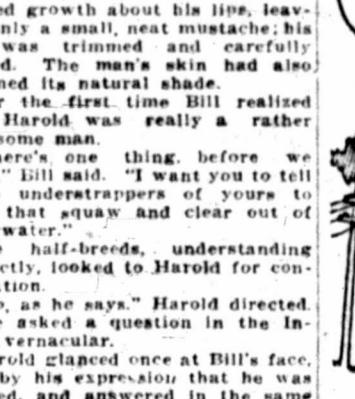 ed growth about his lips, leav-
nly a small, neat mustache; his
was trimmed and carefully
d. The man's skin had also
ned its natural shade.
r the first time Bill realized
Harold was really a rather
some man.
ere's one thing, before we
" Bill said. "I want you to tell
understrappers of yours to
that squaw and clear out of
water."
half-breeds, understanding
ctly, looked to Harold for con-
tion.
, as he says." Harold directed.
asked a question in the In-
vernacular.
rold glanced once at Bill's face,
by his expression that he was
ed, and answered in the same